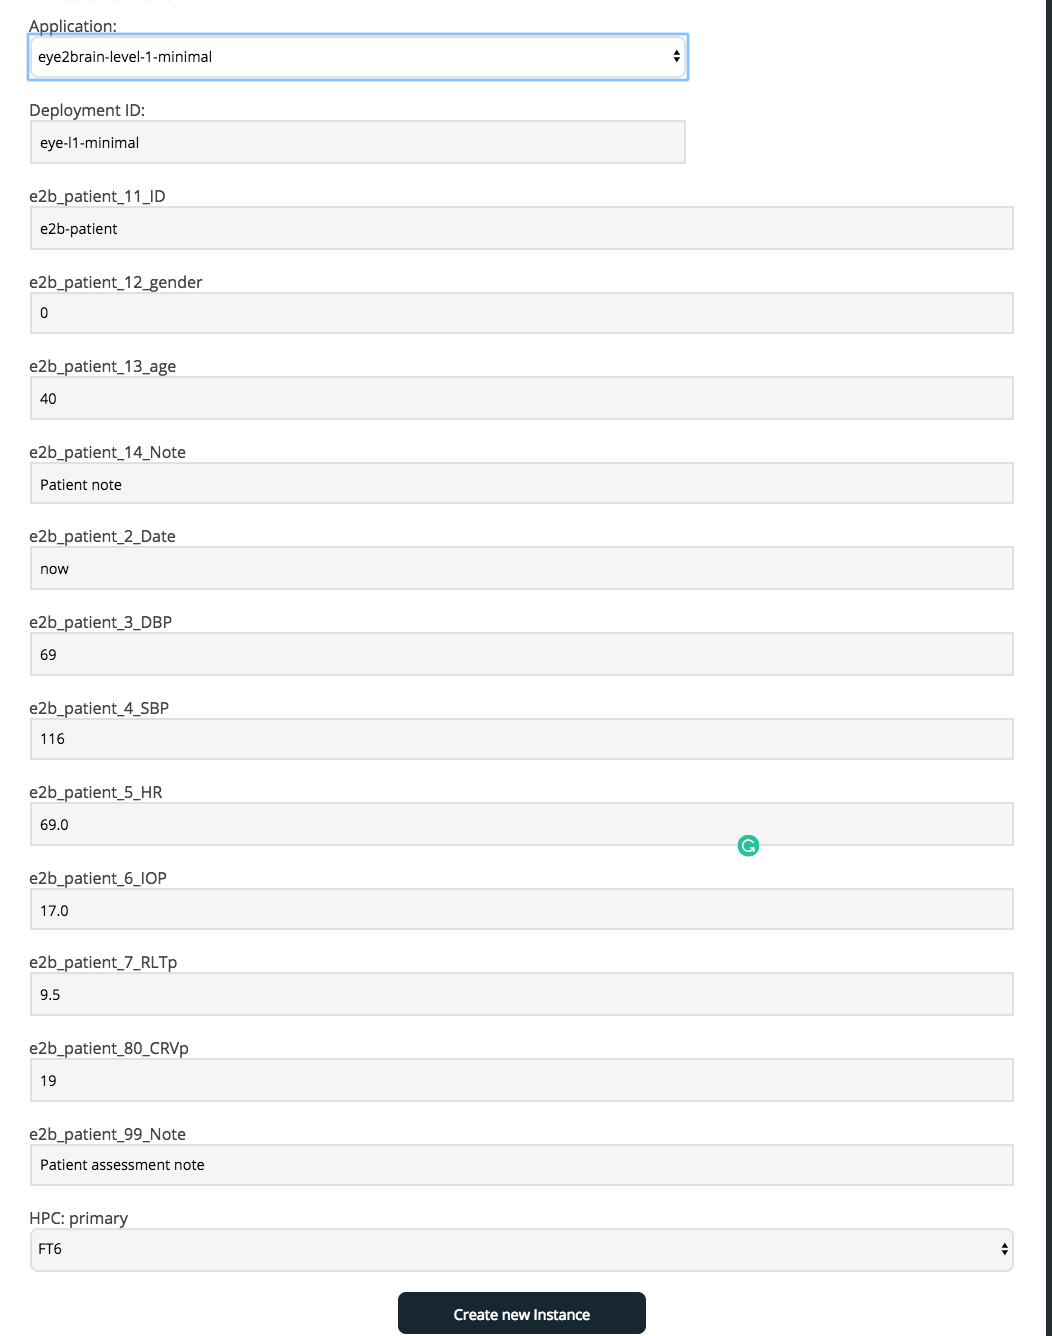 Application:
eye2brain-level-1-minimal
Deployment ID:
eye-l1-minimal
e2b_patient_11_ID
e2b-patient
e2b_patient_12_gender
0
e2b_patient_13_age
40
e2b_patient_14_Note
Patient note
e2b_patient_2_Date
now
e2b_patient_3_DBP
69
e2b_patient_4_SBP
116
e2b_patient_5_HR
69.0
e2b_patient_6_IOP
17.0
e2b_patient_7_RLTp
9.5
e2b_patient_80_CRVp
19
e2b_patient_99_Note
Patient assessment note
HPC: primary
FT6
Create new Instance